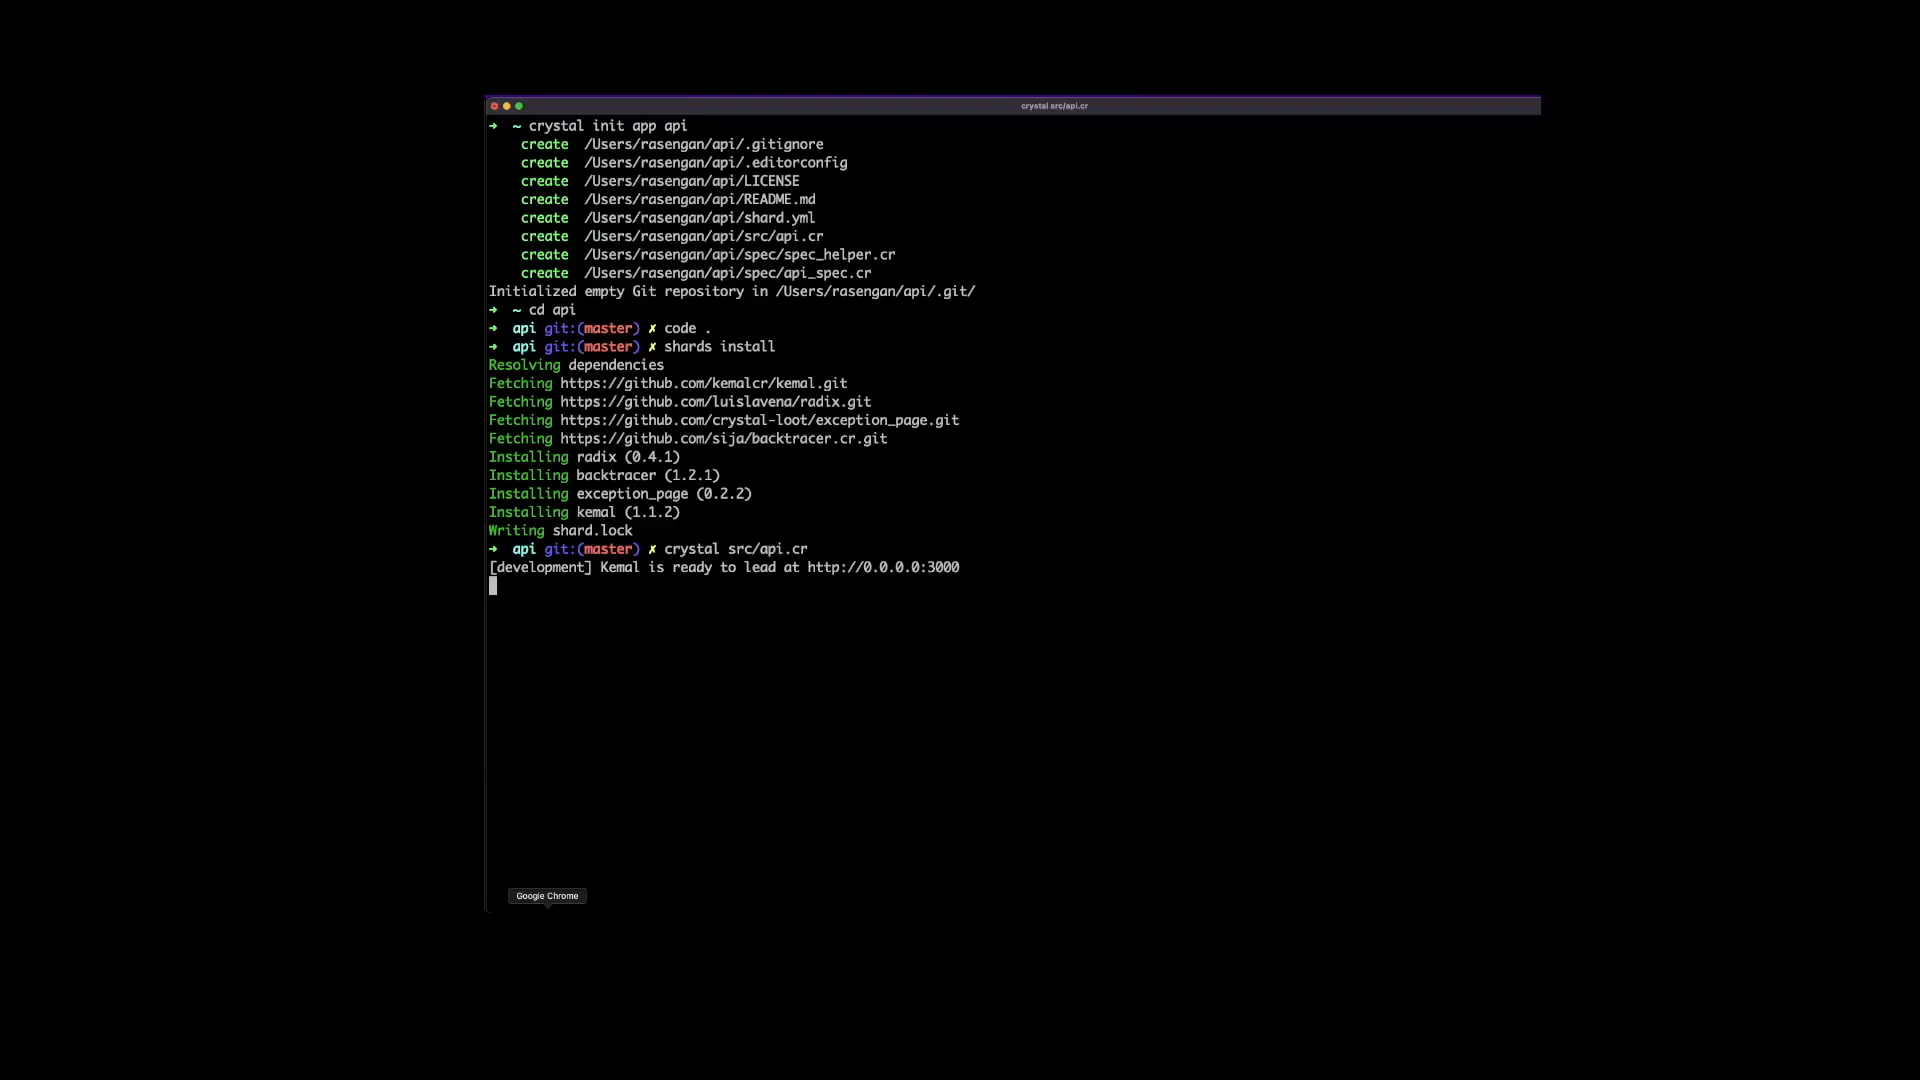 crystal src/api.cr
➜  ~ crystal init app api
    create  /Users/rasengan/api/.gitignore
    create  /Users/rasengan/api/.editorconfig
    create  /Users/rasengan/api/LICENSE
    create  /Users/rasengan/api/README.md
    create  /Users/rasengan/api/shard.yml
    create  /Users/rasengan/api/src/api.cr
    create  /Users/rasengan/api/spec/spec_helper.cr
    create  /Users/rasengan/api/spec/api_spec.cr
Initialized empty Git repository in /Users/rasengan/api/.git/
➜  ~ cd api
➜  api git:(master) ✗ code .
➜  api git:(master) ✗ shards install
Resolving dependencies
Fetching https://github.com/kemalcr/kemal.git
Fetching https://github.com/luislavena/radix.git
Fetching https://github.com/crystal-loot/exception_page.git
Fetching https://github.com/sija/backtracer.cr.git
Installing radix (0.4.1)
Installing backtracer (1.2.1)
Installing exception_page (0.2.2)
Installing kemal (1.1.2)
Writing shard.lock
➜  api git:(master) ✗ crystal src/api.cr
[development] Kemal is ready to lead at http://0.0.0.0:3000
Google Chrome